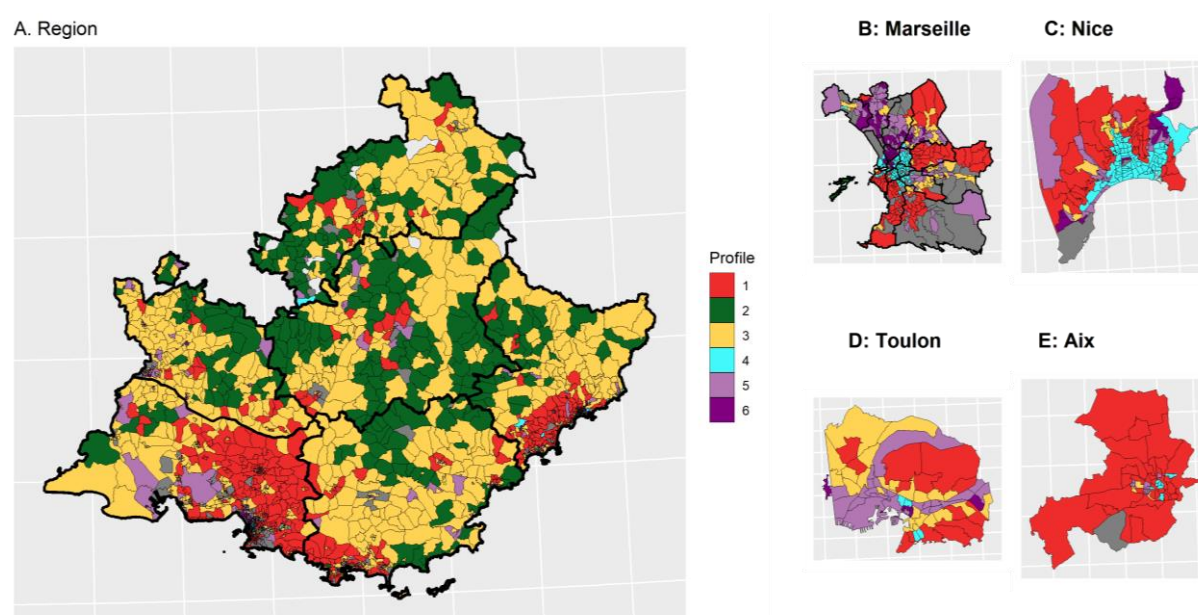 A. Region
B: Marseille
C: Nice
Profile
1
2
3
4
5
6
D: Toulon
E: Aix